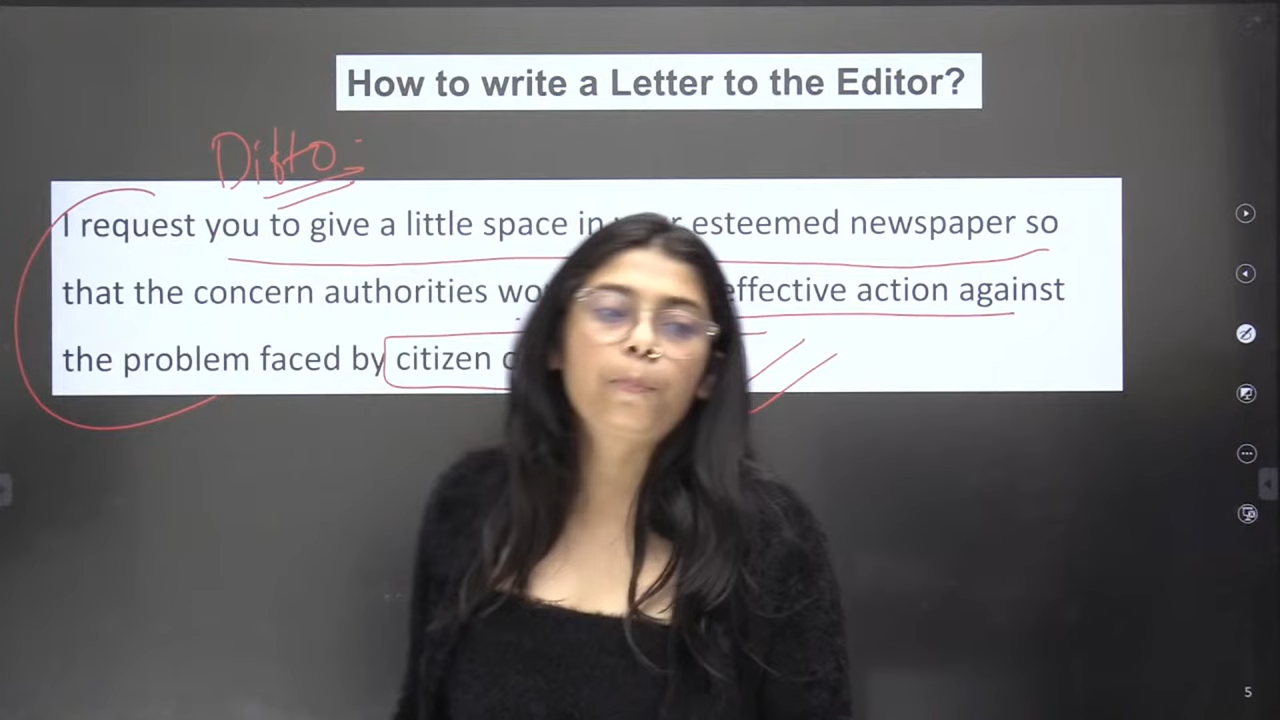 How to write a Letter to the Editor?
Ditto :-
I request you to give a little space in esteemed newspaper so
that the concern authorities effective action against
the problem faced by citizen
5